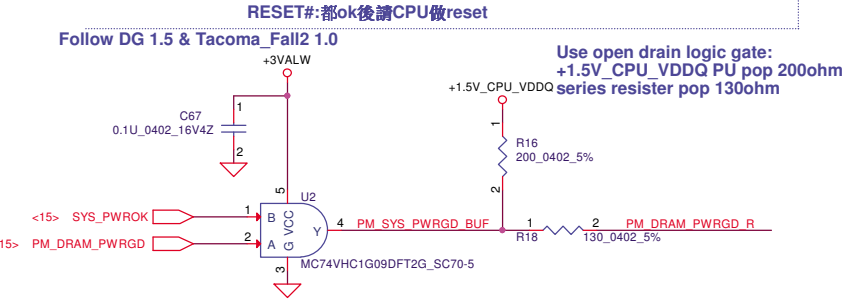 RESET#:都ok後請CPU做reset
Follow DG 1.5 & Tacoma_Fall2 1.0
Use open drain logic gate:
+1.5V_CPU_VDDQ PU pop 200ohm
series resister pop 130ohm
+3VALW
+1.5V_CPU_VDDQ
C67
0.1U_0402_16V4Z
1
2
1
R16
200_0402_5%
2
5
U2
<15> SYS_PWROK
1
B
VCC
Y
4
PM_SYS_PWRGD_BUF
1
2
PM_DRAM_PWRGD_R
15> PM_DRAM_PWRGD
2
A
G
R18
130_0402_5%
3
MC74VHC1G09DFT2G_SC70-5